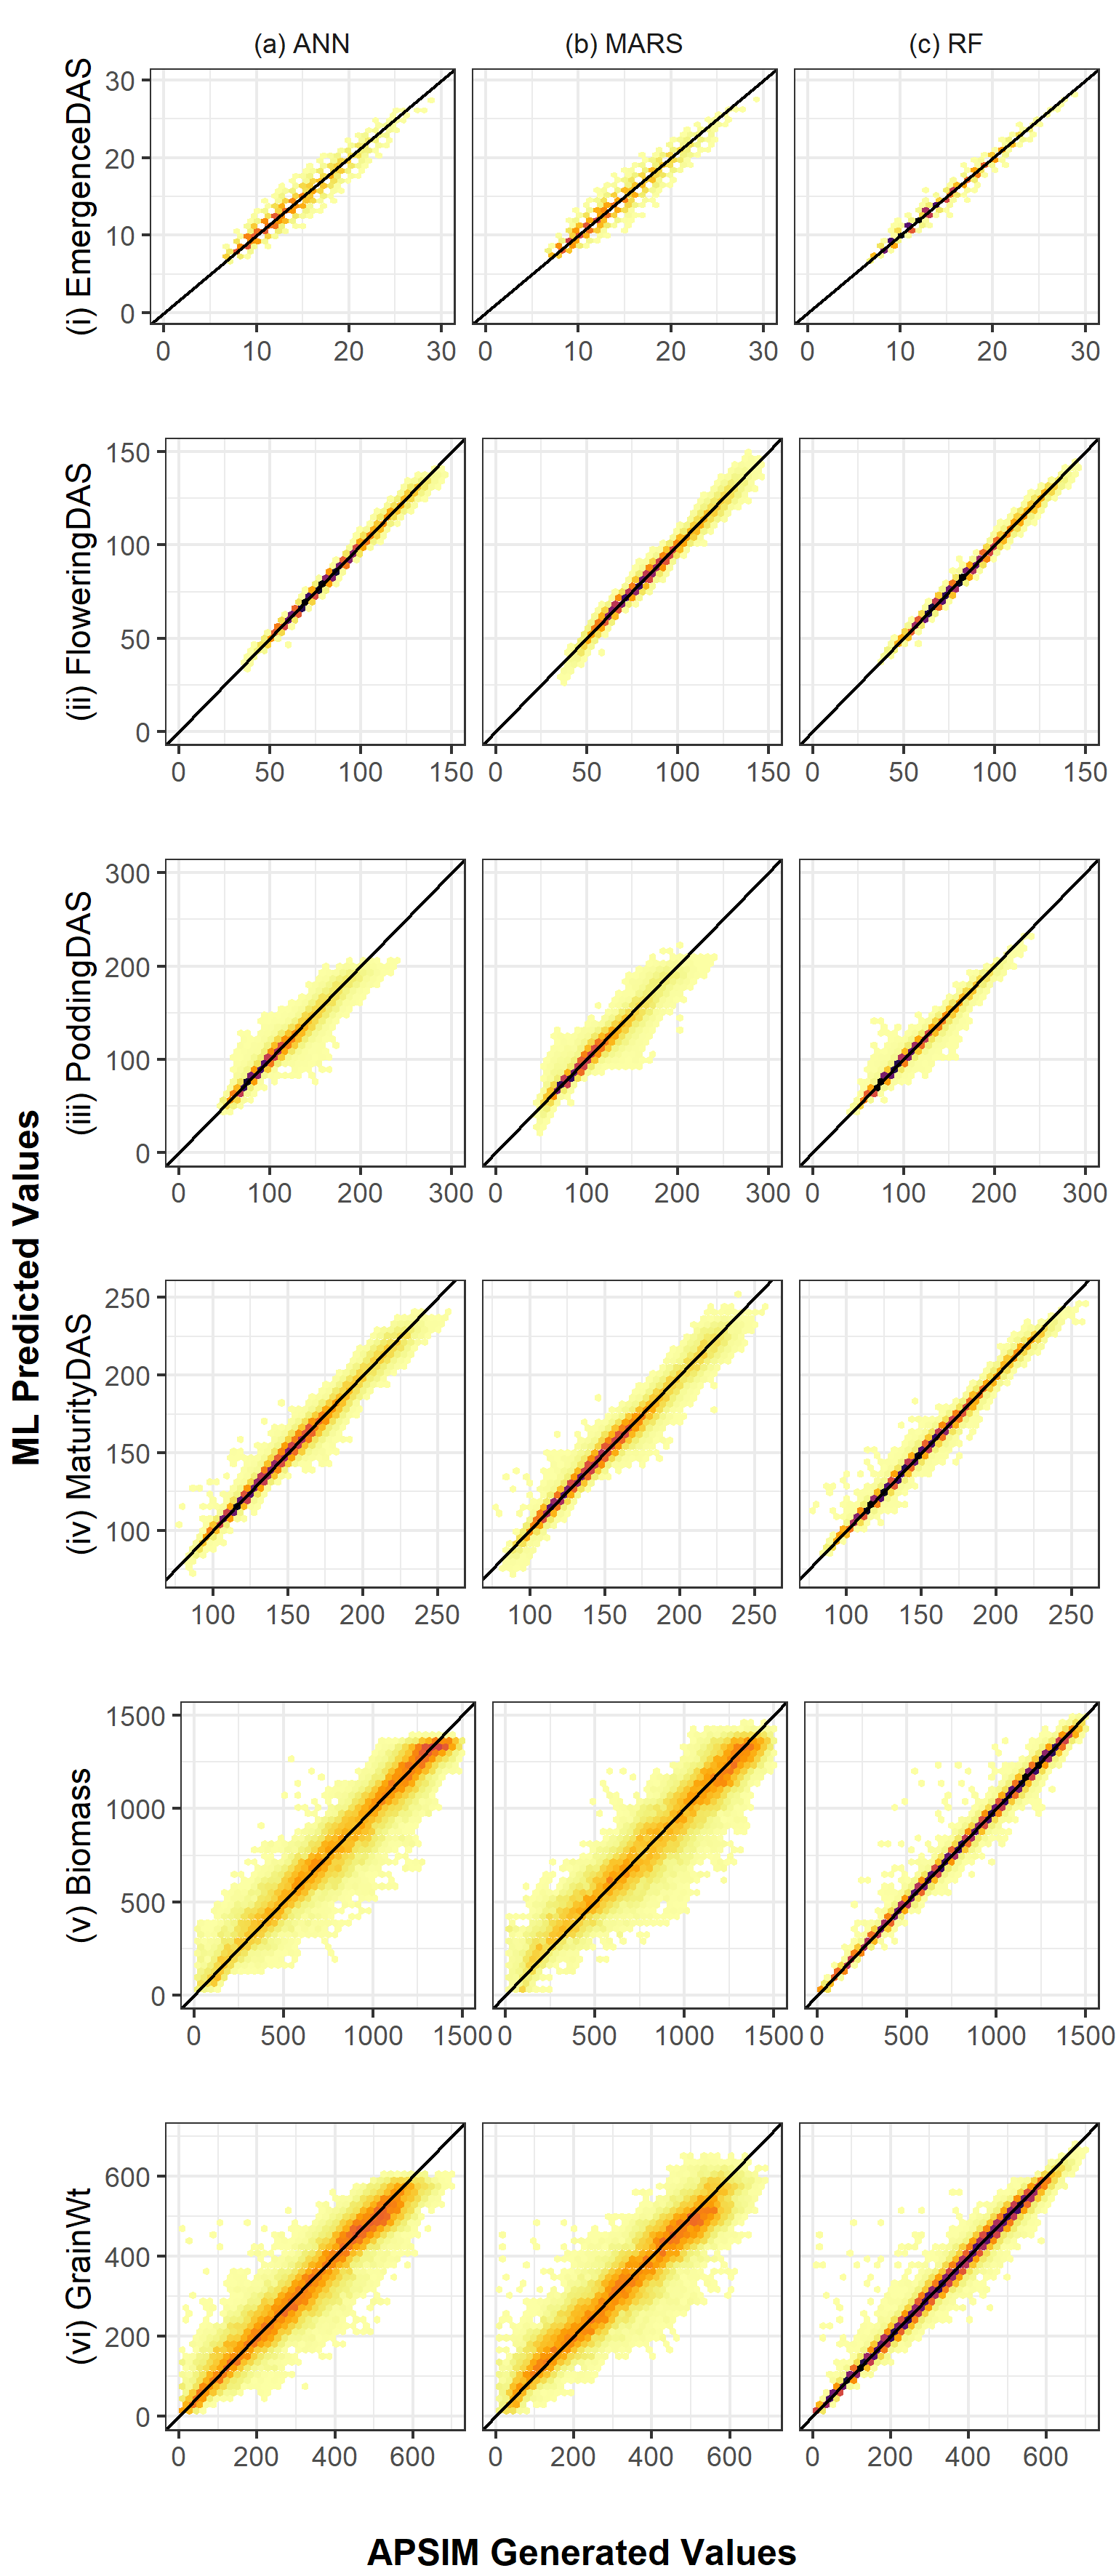 (a) ANN (b) MARS (c) RF
(i) EmergenceDAS
30
20
10
0
0 10 20 30 0 10 20 30 0 10 20 30
(ii) FloweringDAS
150
100
50
0
0 50 100 150 0 50 100 150 0 50 100 150
(iii) PoddingDAS
300
200
100
0
0 100 200 300 0 100 200 300 0 100 200 300
ML Predicted Values
(iv) MaturityDAS
250
200
150
100
100 150 200 250 100 150 200 250 100 150 200 250
(v) Biomass
1500
1000
500
0
0 500 1000 1500 0 500 1000 1500 0 500 1000 1500
(vi) GrainWt
600
400
200
0
0 200 400 600 0 200 400 600 0 200 400 600
APSIM Generated Values